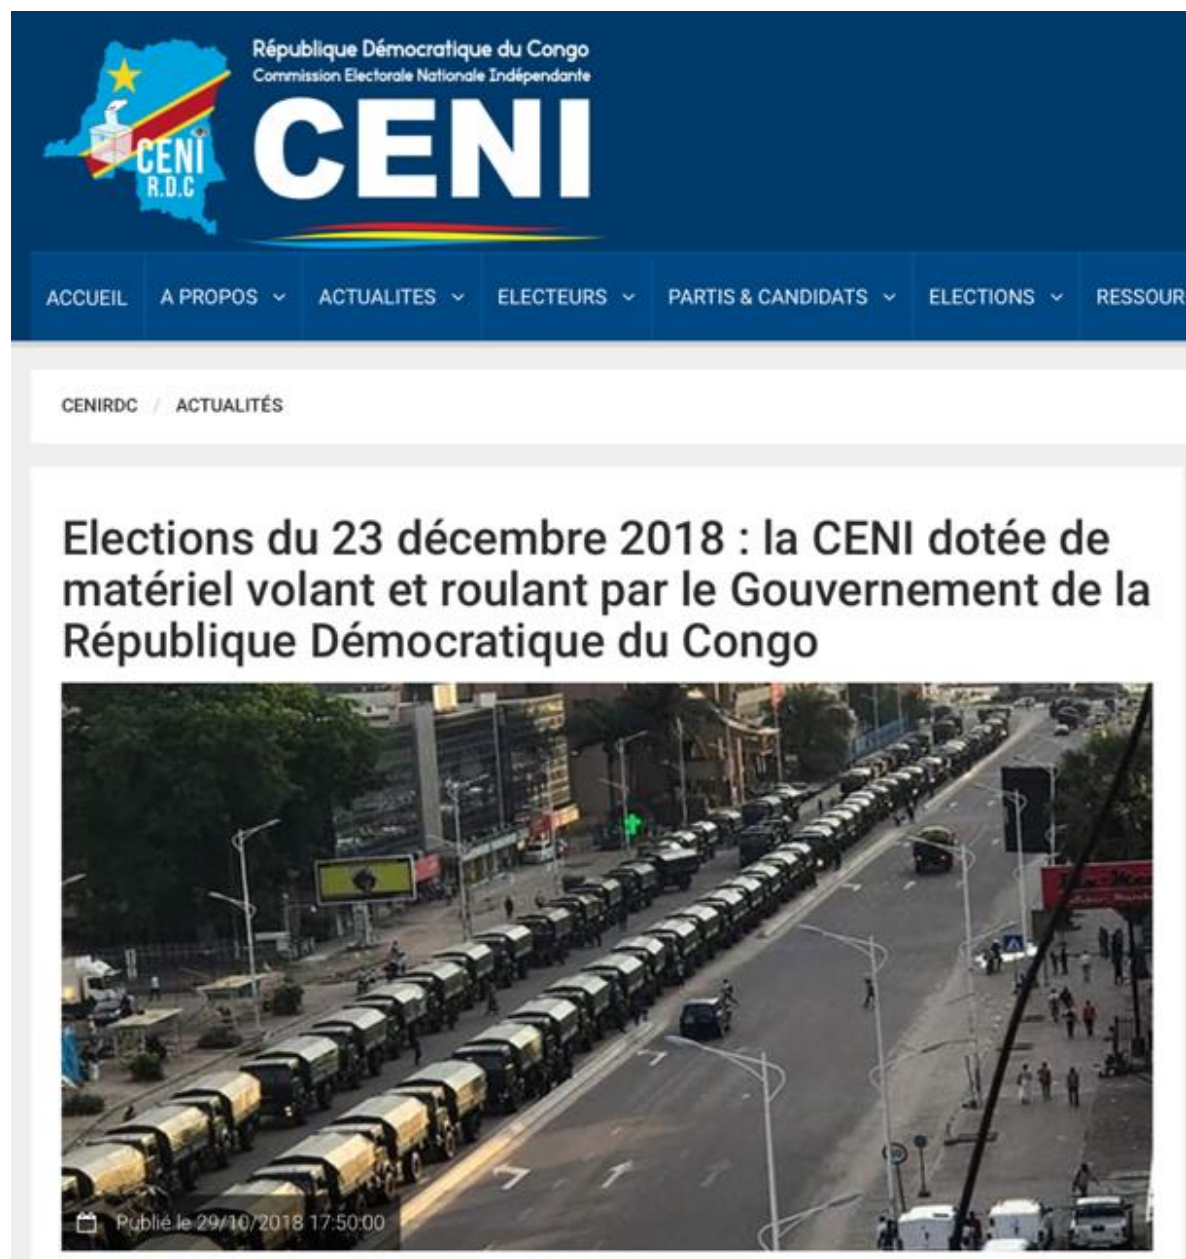 République Démocratique du Congo
Commission Electorale Nationale Indépendante
CENI
CENI
R.D.C
ACCUEIL
A PROPOS
ACTUALITES
ELECTEURS
PARTIS & CANDIDATS
ELECTIONS
RESSOUR
CENIRDC / ACTUALITÉS
Elections du 23 décembre 2018 : la CENI dotée de
matériel volant et roulant par le Gouvernement de la
République Démocratique du Congo
Publié le 29/10/2018 17:50:00